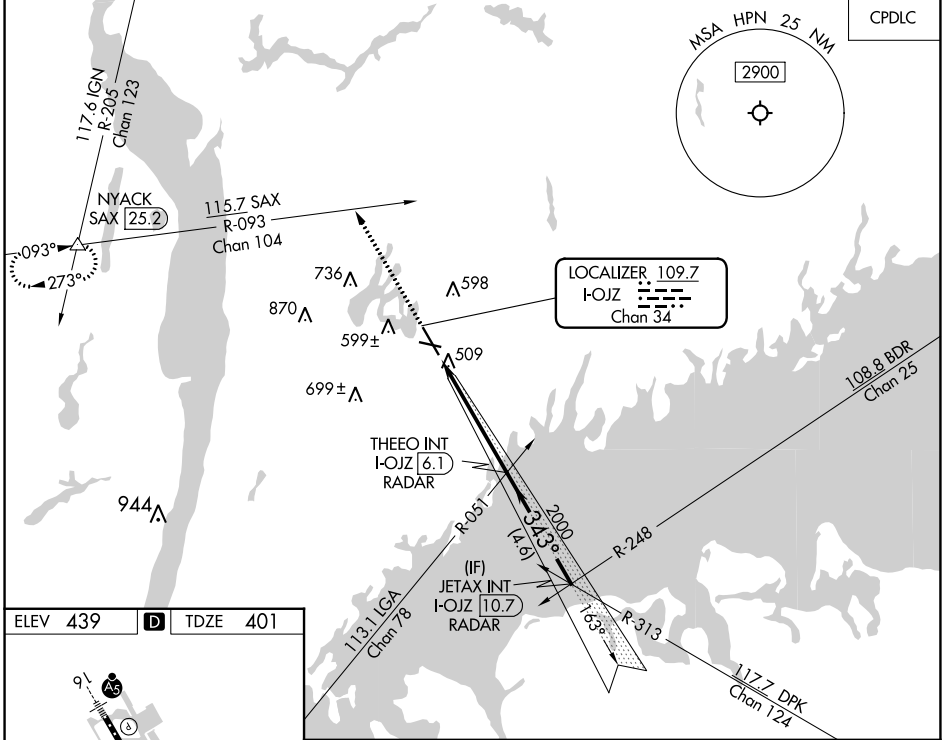 CPDLC
MSA HPN 25 NM
2900
117.6 IGN
R-205
Chan 123
NYACK
SAX 25.2
115.7 SAX
R-093
Chan 104
093°
273°
736
598
870
599±
509
699±
944
LOCALIZER 109.7
I-OJZ
Chan 34
108.8 BDR
Chan 25
THEEO INT
I-OJZ 6.1
RADAR
R-051
2000
343°
(4.6)
R-248
(IF)
JETAX INT
I-OJZ 10.7
RADAR
163°
R-313
113.1 LGA
Chan 78
117.7 DPK
Chan 124
ELEV 439 D TDZE 401
16
A5
P